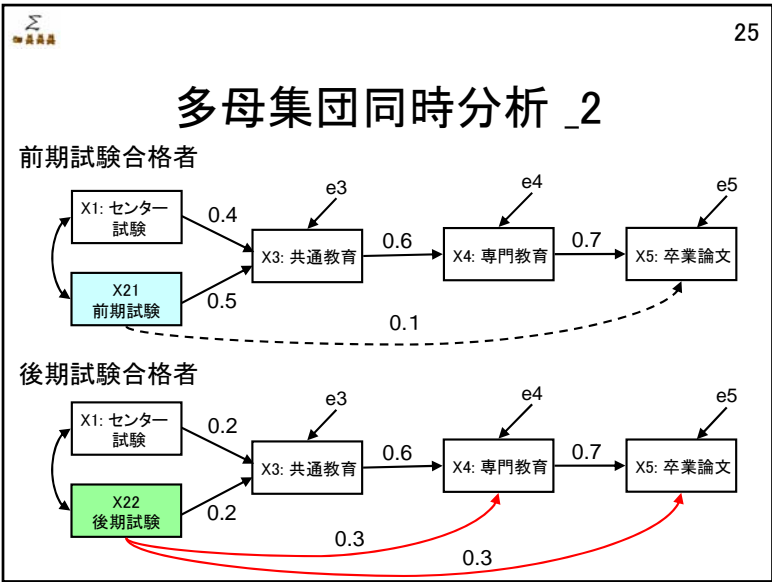 Σ
25
多母集団同時分析 _2
前期試験合格者
X1: センター
試験
0.4
e3
e4
e5
X3: 共通教育
0.6
X4: 専門教育
0.7
X5: 卒業論文
X21
前期試験
0.5
0.1
後期試験合格者
X1: センター
試験
0.2
e3
e4
e5
X3: 共通教育
0.6
X4: 専門教育
0.7
X5: 卒業論文
X22
後期試験
0.2
0.3
0.3